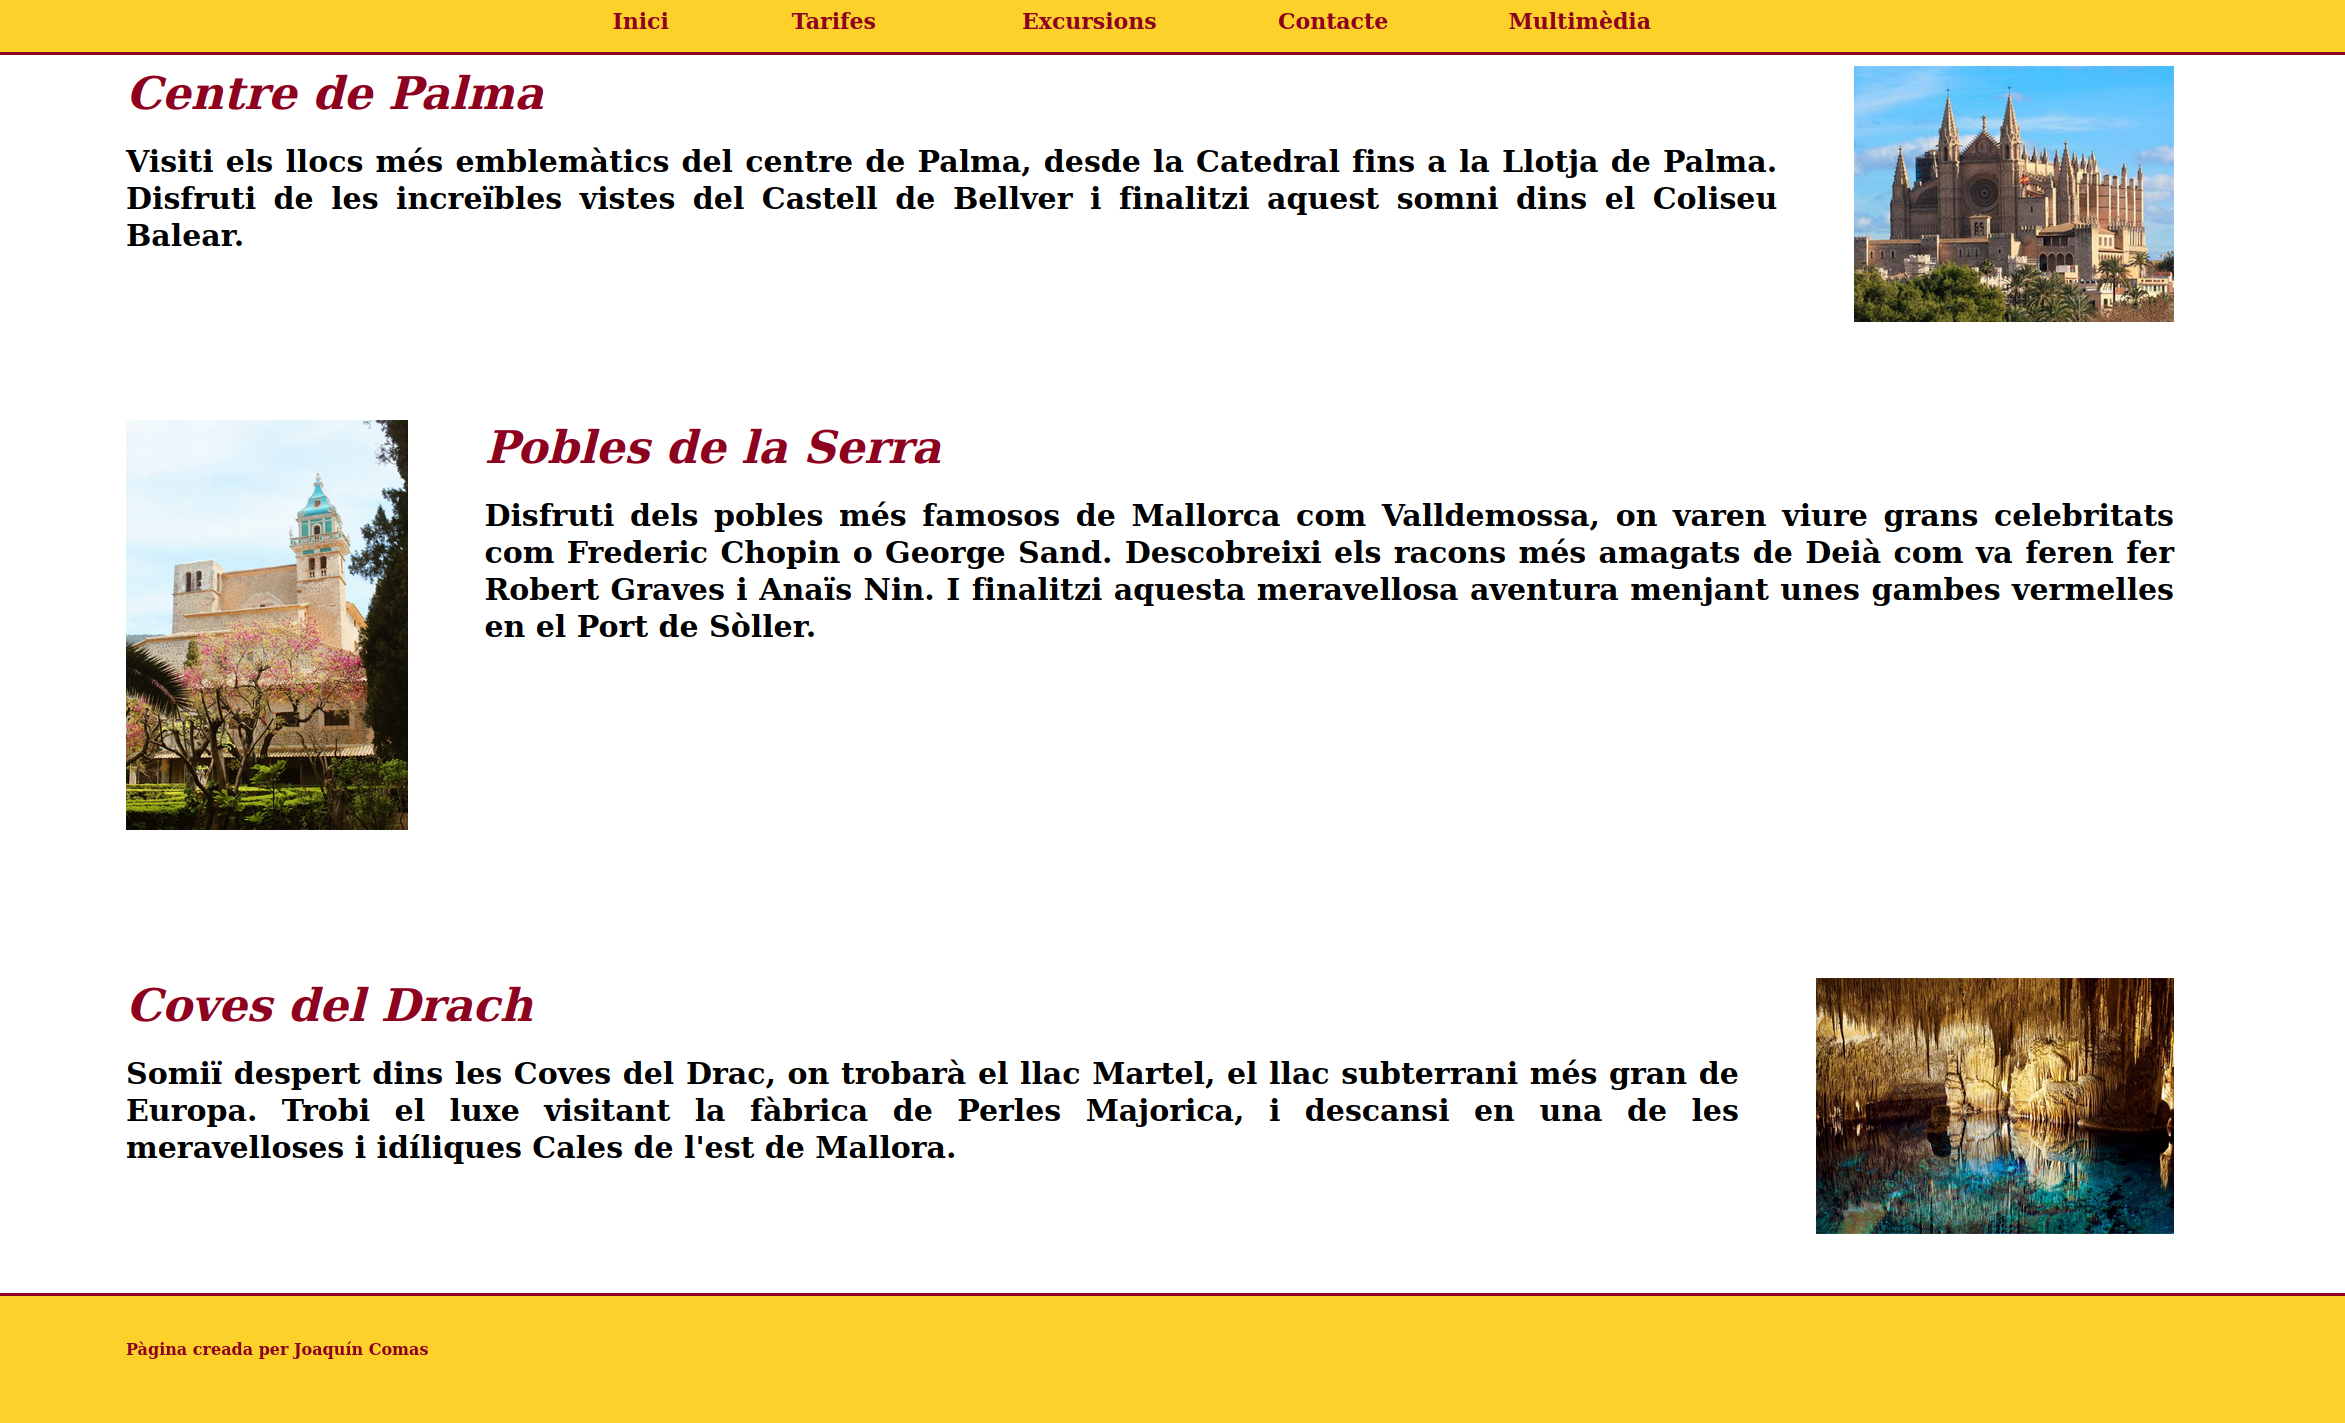 Inici Tarifes Excursions Contacte Multimèdia
Centre de Palma
Visiti els llocs més emblemàtics del centre de Palma, desde la Catedral fins a la Llotja de Palma.
Disfruti de les increïbles vistes del Castell de Bellver i finalitzi aquest somni dins el Coliseu
Balear.
Pobles de la Serra
Disfruti dels pobles més famosos de Mallorca com Valldemossa, on varen viure grans celebritats
com Frederic Chopin o George Sand. Descobreixi els racons més amagats de Deià com va feren fer
Robert Graves i Anaïs Nin. I finalitzi aquesta meravellosa aventura menjant unes gambes vermelles
en el Port de Sòller.
Coves del Drach
Somiï despert dins les Coves del Drac, on trobarà el llac Martel, el llac subterrani més gran de
Europa. Trobi el luxe visitant la fàbrica de Perles Majorica, i descansi en una de les
meravelloses i idíliques Cales de l'est de Mallora.
Pàgina creada per Joaquín Comas